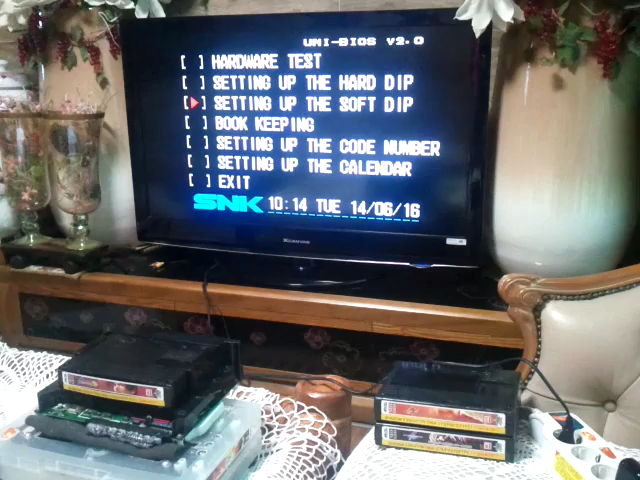 UNI-BIOS v2.0
[ ] HARDWARE TEST
[ ] SETTING UP THE HARD DIP
[▶] SETTING UP THE SOFT DIP
[ ] BOOK KEEPING
[ ] SETTING UP THE CODE NUMBER
[ ] SETTING UP THE CALENDAR
[ ] EXIT
SNK 10:14 TUE 14/06/16